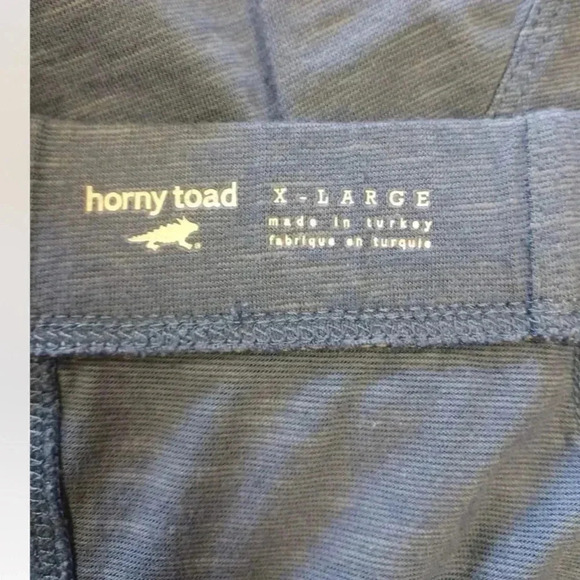 horny toad
X-LARGE
made in turkey
fabriqué en turquie